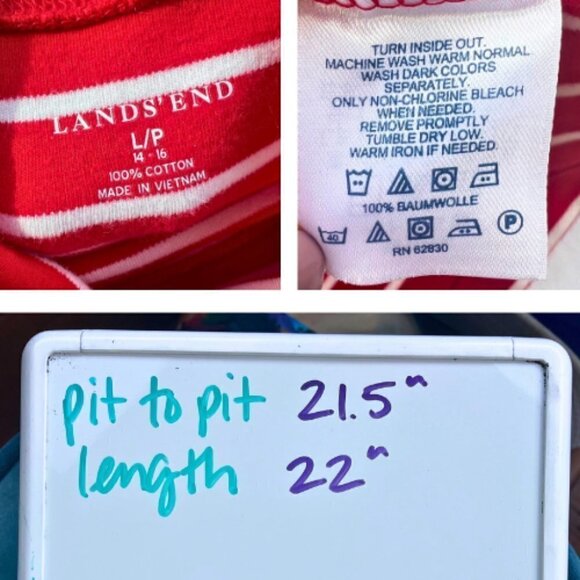 LANDS' END
L/P
14 - 16
100% COTTON
MADE IN VIETNAM
TURN INSIDE OUT.
MACHINE WASH WARM NORMAL
WASH DARK COLORS
SEPARATELY.
ONLY NON-CHLORINE BLEACH
WHEN NEEDED.
REMOVE PROMPTLY
TUMBLE DRY LOW.
WARM IRON IF NEEDED.
100% BAUMWOLLE
40 P
RN 62830
pit to pit 21.5"
length 22"